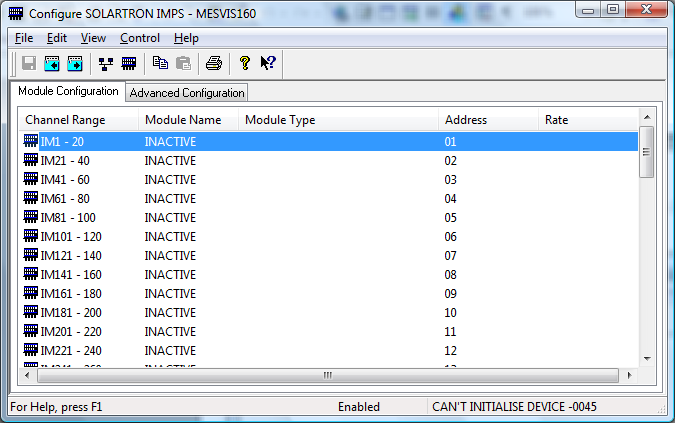 Configure SOLARTRON IMPS - MESVIS160
File Edit View Control Help
Module Configuration Advanced Configuration
Channel Range Module Name Module Type Address Rate
IM1 - 20 INACTIVE 01
IM21 - 40 INACTIVE 02
IM41 - 60 INACTIVE 03
IM61 - 80 INACTIVE 04
IM81 - 100 INACTIVE 05
IM101 - 120 INACTIVE 06
IM121 - 140 INACTIVE 07
IM141 - 160 INACTIVE 08
IM161 - 180 INACTIVE 09
IM181 - 200 INACTIVE 10
IM201 - 220 INACTIVE 11
IM221 - 240 INACTIVE 12
For Help, press F1 Enabled CAN'T INITIALISE DEVICE -0045